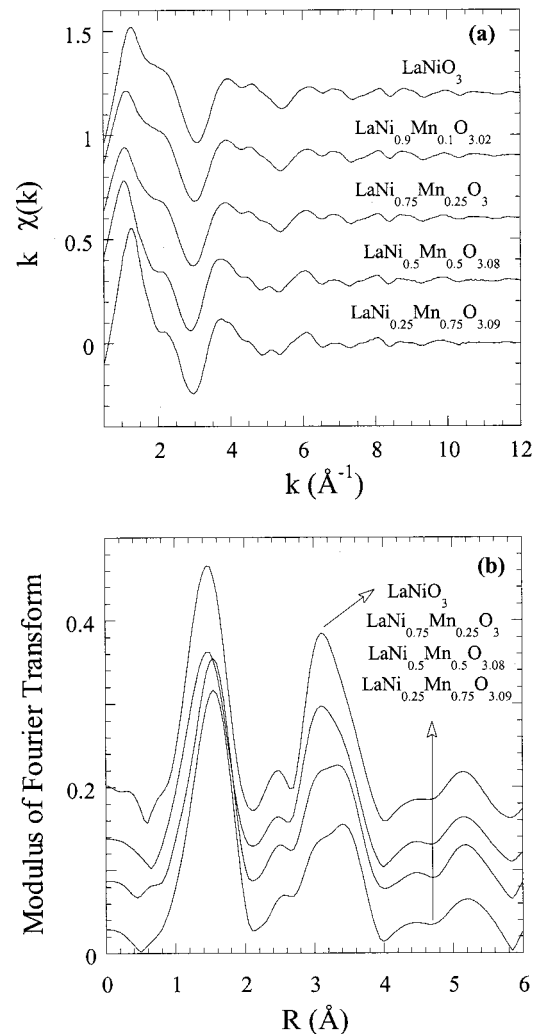 (a)
1.5
1
0.5
0
k χ(k)
LaNiO3
LaNi0.9Mn0.1O3.02
LaNi0.75Mn0.25O3
LaNi0.5Mn0.5O3.08
LaNi0.25Mn0.75O3.09
2 4 6 8 10 12
k (Å-1)
(b)
0.4
0.2
0
Modulus of Fourier Transform
LaNiO3
LaNi0.75Mn0.25O3
LaNi0.5Mn0.5O3.08
LaNi0.25Mn0.75O3.09
0 1 2 3 4 5 6
R (Å)